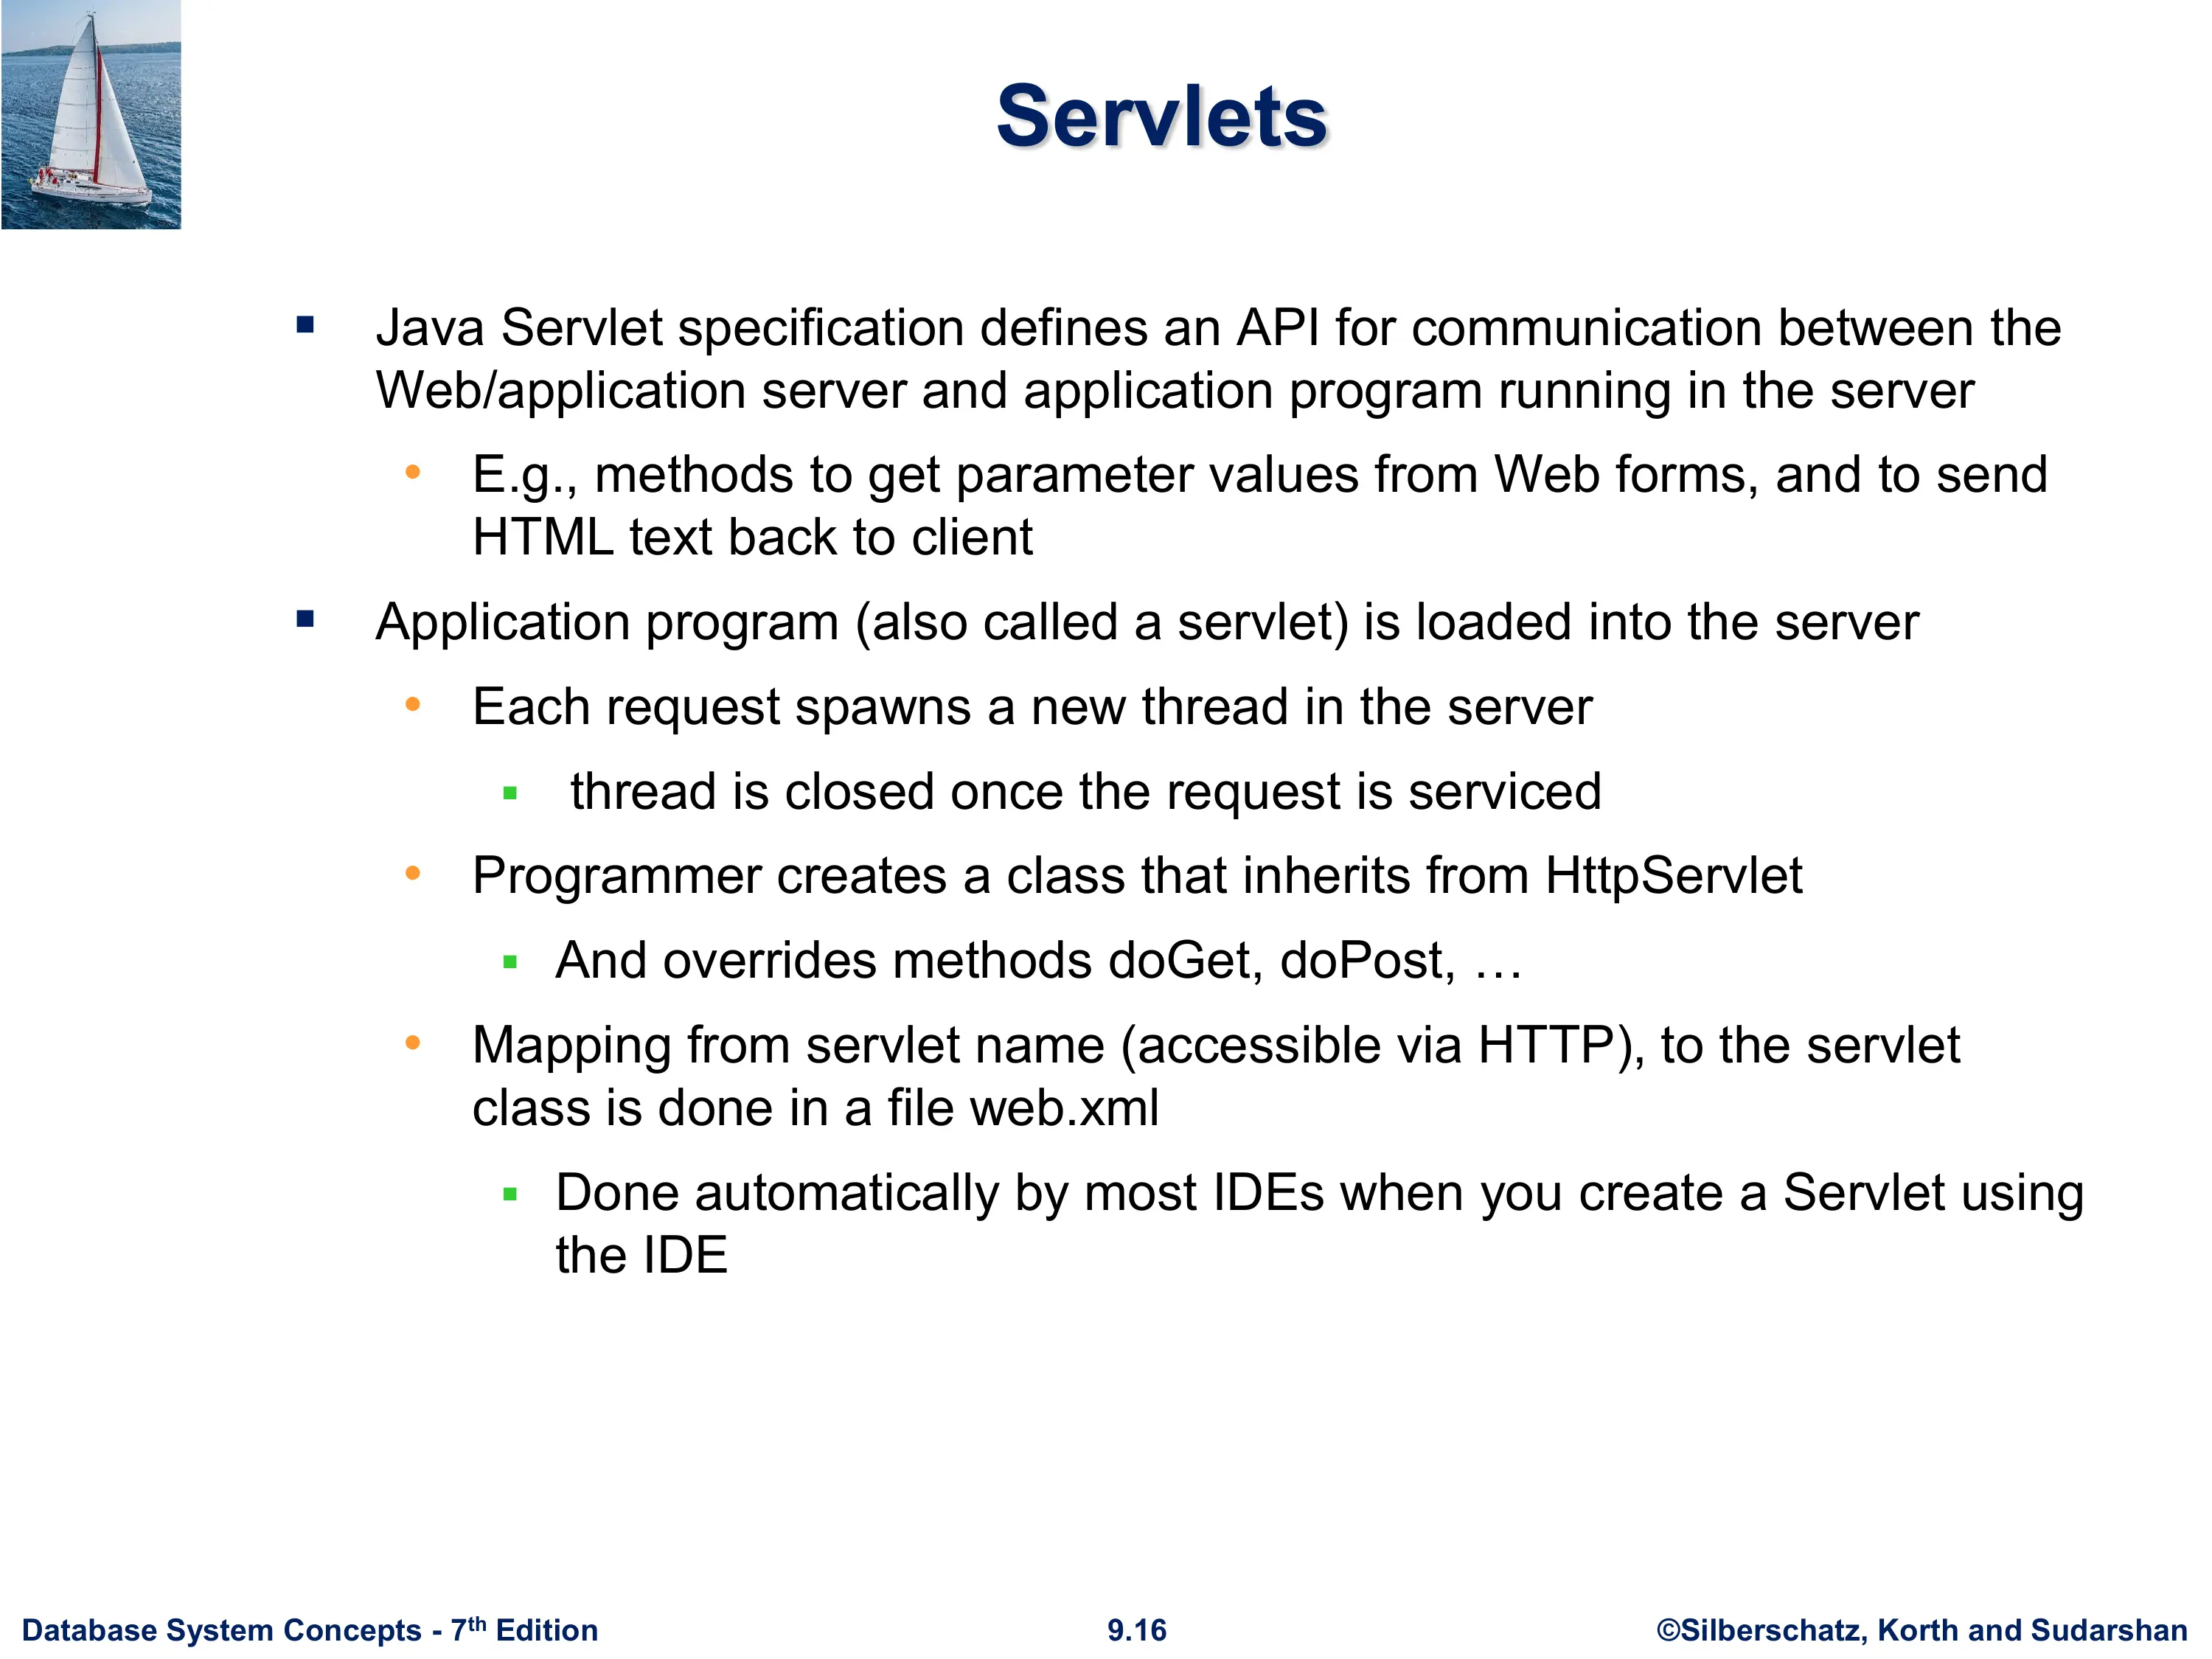 Servlets
Java Servlet specification defines an API for communication between the
Web/application server and application program running in the server
E.g., methods to get parameter values from Web forms, and to send
HTML text back to client
Application program (also called a servlet) is loaded into the server
Each request spawns a new thread in the server
thread is closed once the request is serviced
Programmer creates a class that inherits from HttpServlet
And overrides methods doGet, doPost, …
Mapping from servlet name (accessible via HTTP), to the servlet
class is done in a file web.xml
Done automatically by most IDEs when you create a Servlet using
the IDE
Database System Concepts - 7th Edition 9.16 ©Silberschatz, Korth and Sudarshan